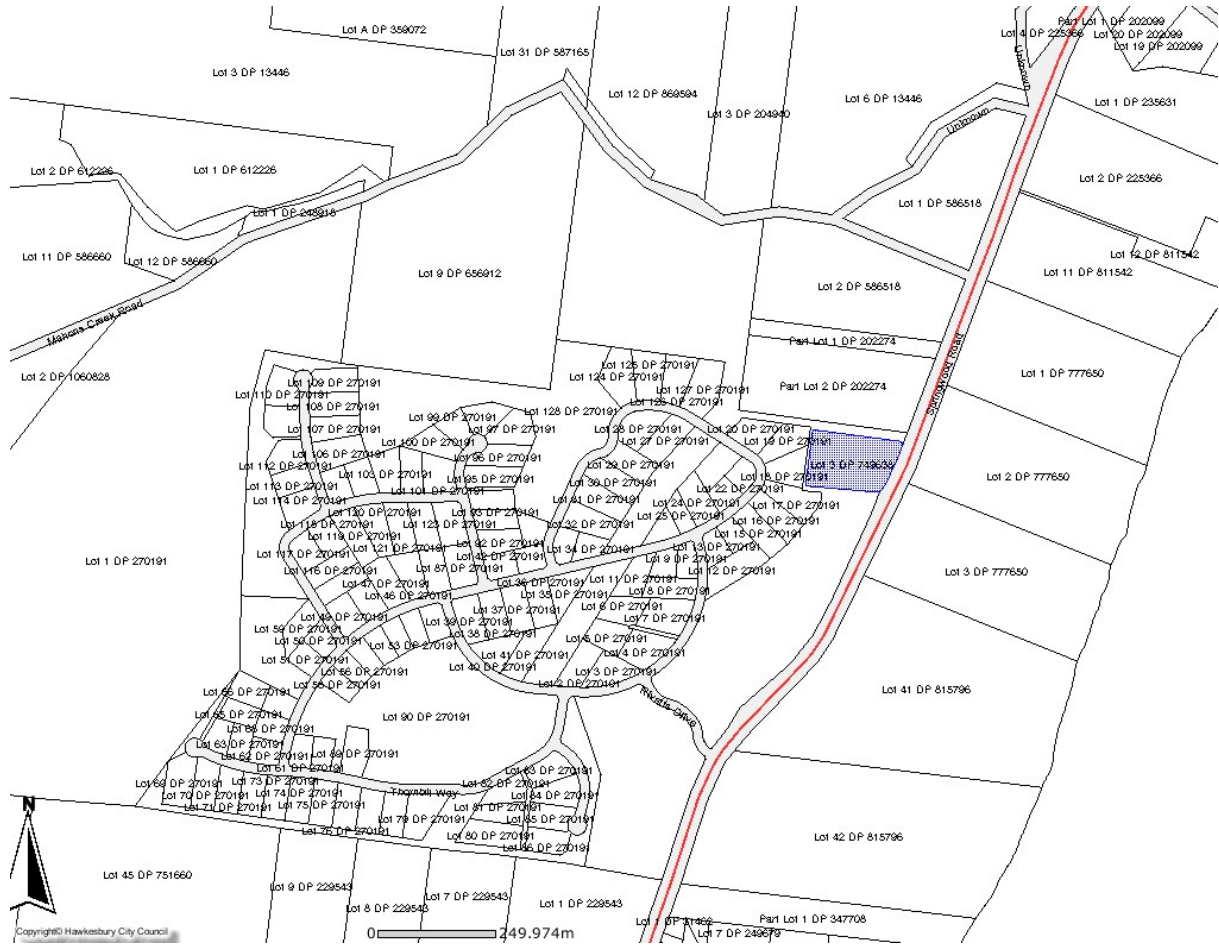 Lot A DP 359072
Lot 31 DP 587165
Lot 3 DP 13446
Lot 12 DP 869594
Lot 3 DP 204940
Lot 6 DP 13446
Part Lot 1 DP 202099
Lot 4 DP 225366
Lot 20 DP 202099
Lot 19 DP 202099
Unknown
Lot 1 DP 235631
Unknown
Lot 2 DP 612226
Lot 1 DP 612226
Lot 2 DP 225366
Lot 1 DP 248918
Lot 1 DP 586518
Lot 11 DP 586660
Lot 12 DP 586660
Lot 12 DP 811542
Lot 9 DP 656912
Lot 11 DP 811542
Lot 2 DP 586518
Mahons Creek Road
Part Lot 1 DP 202274
Springwood Road
Lot 2 DP 1060828
Lot 1 DP 777650
Part Lot 2 DP 202274
Lot 125 DP 270191
Lot 124 DP 270191
Lot 109 DP 270191
Lot 127 DP 270191
Lot 110 DP 270191
Lot 126 DP 270191
Lot 108 DP 270191
Lot 99 DP 270191
Lot 128 DP 270191
Lot 107 DP 270191
Lot 97 DP 270191
Lot 28 DP 270191
Lot 20 DP 270191
Lot 100 DP 270191
Lot 27 DP 270191
Lot 19 DP 270191
Lot 106 DP 270191
Lot 96 DP 270191
Lot 112 DP 270191
Lot 29 DP 270191
Lot 3 DP 749638
Lot 103 DP 270191
Lot 95 DP 270191
Lot 30 DP 270191
Lot 18 DP 270191
Lot 2 DP 777650
Lot 113 DP 270191
Lot 101 DP 270191
Lot 22 DP 270191
Lot 114 DP 270191
Lot 31 DP 270191
Lot 24 DP 270191
Lot 17 DP 270191
Lot 120 DP 270191
Lot 93 DP 270191
Lot 25 DP 270191
Lot 16 DP 270191
Lot 118 DP 270191
Lot 123 DP 270191
Lot 32 DP 270191
Lot 15 DP 270191
Lot 119 DP 270191
Lot 92 DP 270191
Lot 34 DP 270191
Lot 13 DP 270191
Lot 117 DP 270191
Lot 121 DP 270191
Lot 42 DP 270191
Lot 9 DP 270191
Lot 1 DP 270191
Lot 116 DP 270191
Lot 87 DP 270191
Lot 12 DP 270191
Lot 3 DP 777650
Lot 47 DP 270191
Lot 36 DP 270191
Lot 11 DP 270191
Lot 46 DP 270191
Lot 35 DP 270191
Lot 8 DP 270191
Lot 37 DP 270191
Lot 6 DP 270191
Lot 49 DP 270191
Lot 39 DP 270191
Lot 7 DP 270191
Lot 59 DP 270191
Lot 38 DP 270191
Lot 50 DP 270191
Lot 53 DP 270191
Lot 5 DP 270191
Lot 51 DP 270191
Lot 41 DP 270191
Lot 4 DP 270191
Lot 56 DP 270191
Lot 40 DP 270191
Lot 3 DP 270191
Lot 55 DP 270191
Lot 2 DP 270191
Lot 41 DP 815796
Lot 90 DP 270191
Lot 63 DP 270191
Lot 89 DP 270191
Lot 62 DP 270191
Lot 61 DP 270191
Lot 83 DP 270191
Lot 69 DP 270191
Lot 73 DP 270191
Lot 82 DP 270191
Lot 70 DP 270191
Lot 74 DP 270191
Thornbill Way
Lot 84 DP 270191
Lot 71 DP 270191
Lot 75 DP 270191
Lot 81 DP 270191
Lot 79 DP 270191
Lot 85 DP 270191
Lot 76 DP 270191
Lot 80 DP 270191
Lot 42 DP 815796
Lot 86 DP 270191
N
Lot 45 DP 751660
Lot 9 DP 229543
Lot 7 DP 229543
Lot 8 DP 229543
Lot 1 DP 229543
Lot 1 DP 31462
Part Lot 1 DP 347708
Lot 7 DP 249679
Copyright© Hawkesbury City Council
0 249.974m